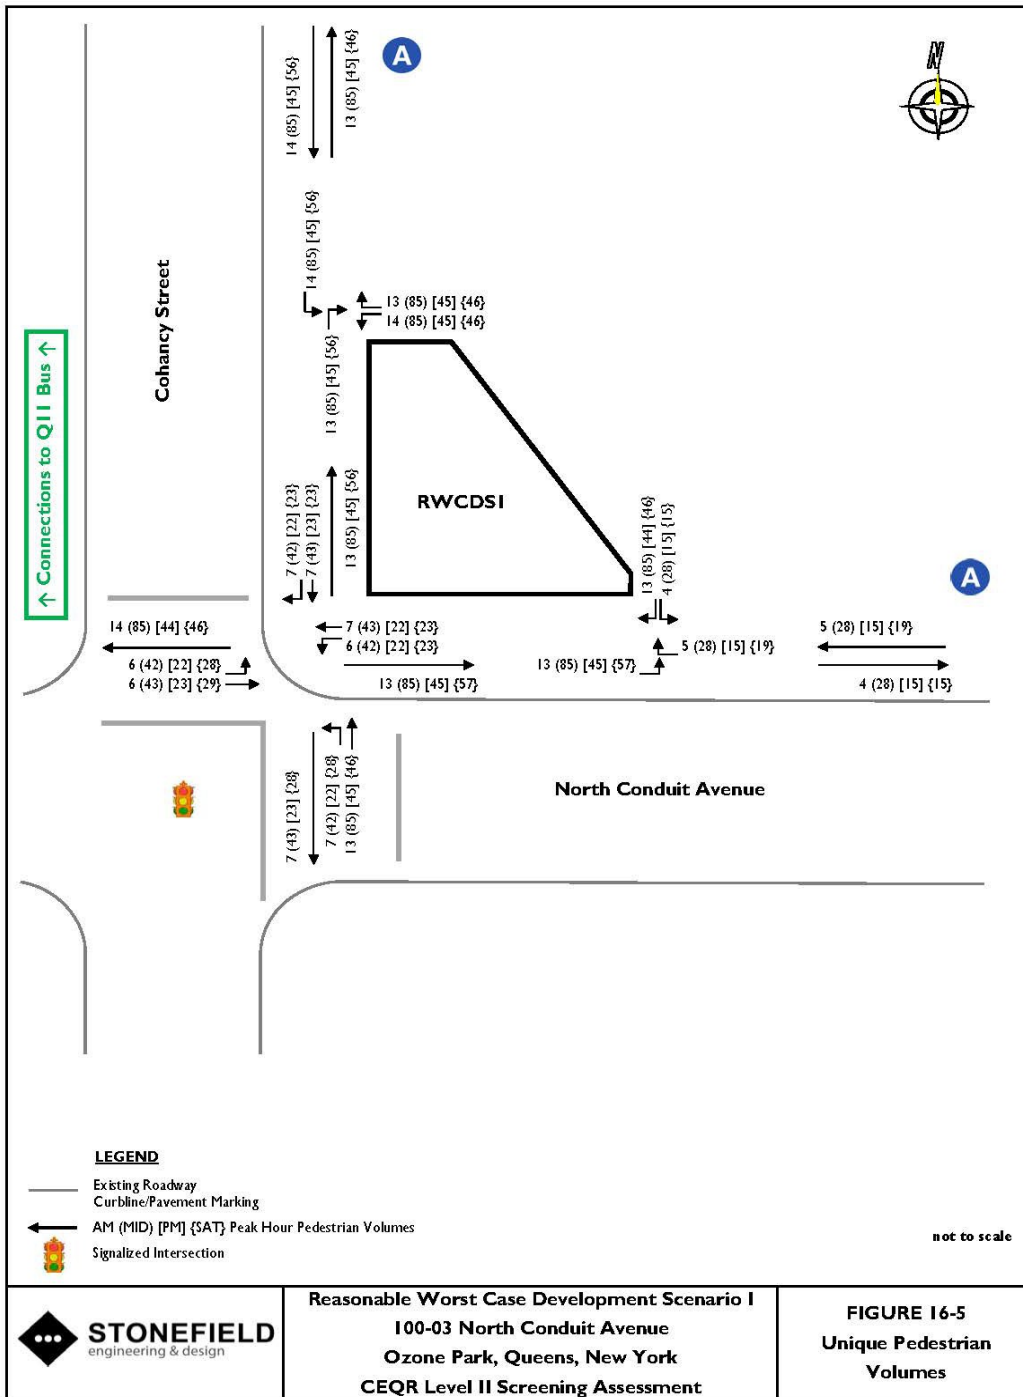 14 (85) [45] {56}
13 (85) [45] {46}
A
N
14 (85) [45] {56}
13 (85) [45] {46}
14 (85) [45] {46}
13 (85) [45] {56}
Cohancy Street
↑ Connections to Q11 Bus ↑
RWCDS1
7 (42) [22] {23}
7 (43) [23] {23}
13 (85) [45] {56}
13 (85) [44] {46}
4 (28) [15] {15}
A
14 (85) [44] {46}
7 (43) [22] {23}
6 (42) [22] {23}
5 (28) [15] {19}
5 (28) [15] {19}
6 (42) [22] {28}
6 (43) [23] {29}
13 (85) [45] {57}
13 (85) [45] {57}
4 (28) [15] {15}
7 (43) [23] {28}
7 (42) [22] {28}
13 (85) [45] {46}
North Conduit Avenue
LEGEND
Existing Roadway
Curbline/Pavement Marking
AM (MID) [PM] {SAT} Peak Hour Pedestrian Volumes
Signalized Intersection
not to scale
STONEFIELD
engineering & design
Reasonable Worst Case Development Scenario 1
100-03 North Conduit Avenue
Ozone Park, Queens, New York
CEQR Level II Screening Assessment
FIGURE 16-5
Unique Pedestrian
Volumes